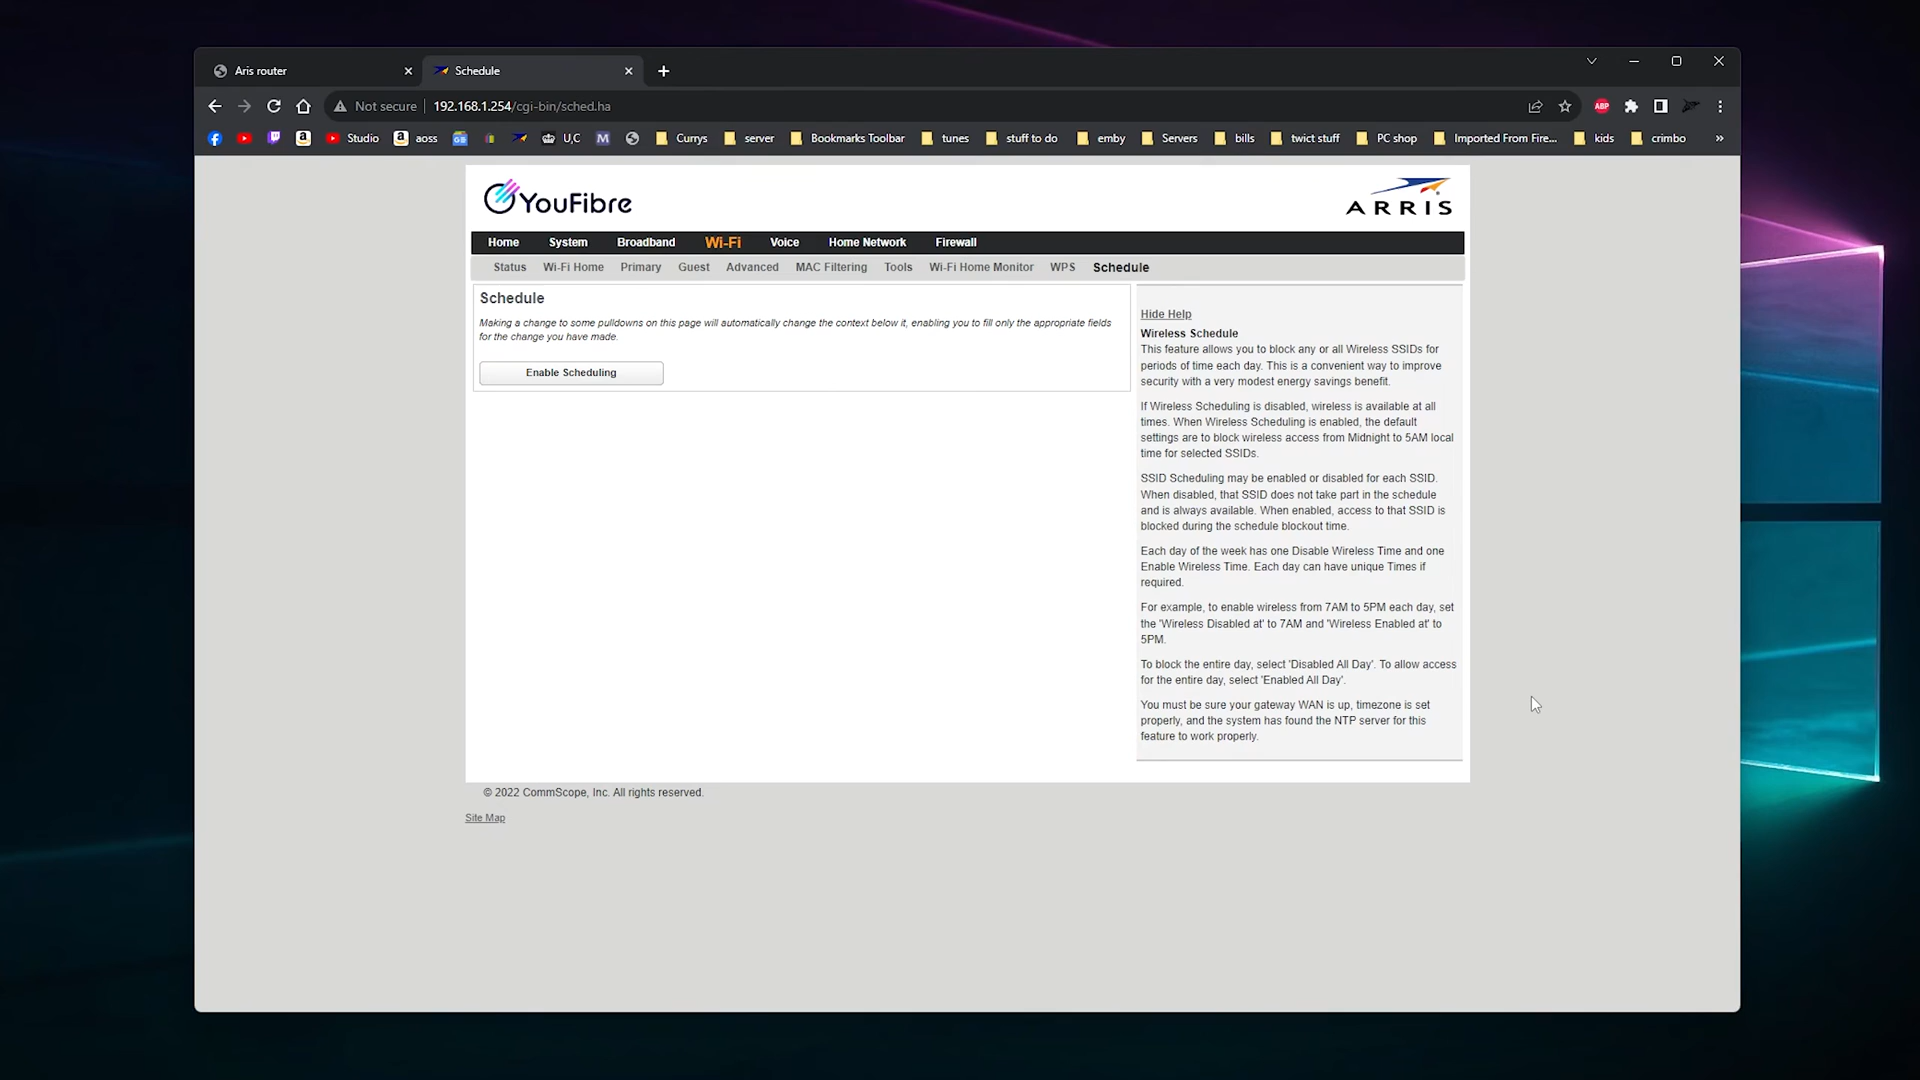 Aris router
Schedule
Not secure
192.168.1.254/cgi-bin/sched.ha
ABP
Studio
aoss
U,C
M
Currys
server
Bookmarks Toolbar
tunes
stuff to do
emby
Servers
bills
twict stuff
PC shop
Imported From Fire...
kids
crimbo
YouFibre
ARRIS
Home System Broadband Wi-Fi Voice Home Network Firewall
Status Wi-Fi Home Primary Guest Advanced MAC Filtering Tools Wi-Fi Home Monitor WPS Schedule
Schedule
Making a change to some pulldowns on this page will automatically change the context below it, enabling you to fill only the appropriate fields
for the change you have made.
Enable Scheduling
Hide Help
Wireless Schedule
This feature allows you to block any or all Wireless SSIDs for
periods of time each day. This is a convenient way to improve
security with a very modest energy savings benefit.
If Wireless Scheduling is disabled, wireless is available at all
times. When Wireless Scheduling is enabled, the default
settings are to block wireless access from Midnight to 5AM local
time for selected SSIDs.
SSID Scheduling may be enabled or disabled for each SSID.
When disabled, that SSID does not take part in the schedule
and is always available. When enabled, access to that SSID is
blocked during the schedule blockout time.
Each day of the week has one Disable Wireless Time and one
Enable Wireless Time. Each day can have unique Times if
required.
For example, to enable wireless from 7AM to 5PM each day, set
the 'Wireless Disabled at' to 7AM and 'Wireless Enabled at' to
5PM.
To block the entire day, select 'Disabled All Day'. To allow access
for the entire day, select 'Enabled All Day'.
You must be sure your gateway WAN is up, timezone is set
properly, and the system has found the NTP server for this
feature to work properly.
© 2022 CommScope, Inc. All rights reserved.
Site Map